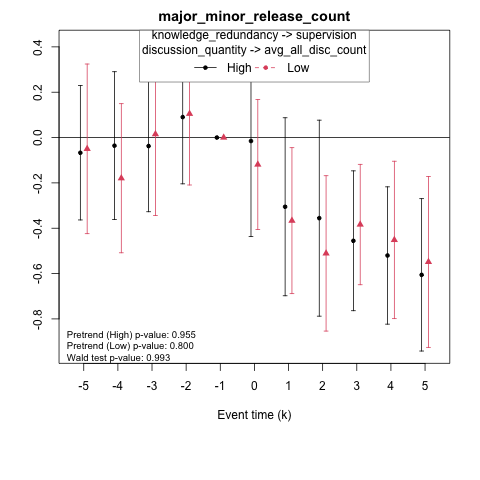 major_minor_release_count
knowledge_redundancy -> supervision
discussion_quantity -> avg_all_disc_count
High Low
0.4
0.2
0.0
-0.2
-0.4
-0.6
-0.8
Pretrend (High) p-value: 0.955
Pretrend (Low) p-value: 0.800
Wald test p-value: 0.993
-5 -4 -3 -2 -1 0 1 2 3 4 5
Event time (k)